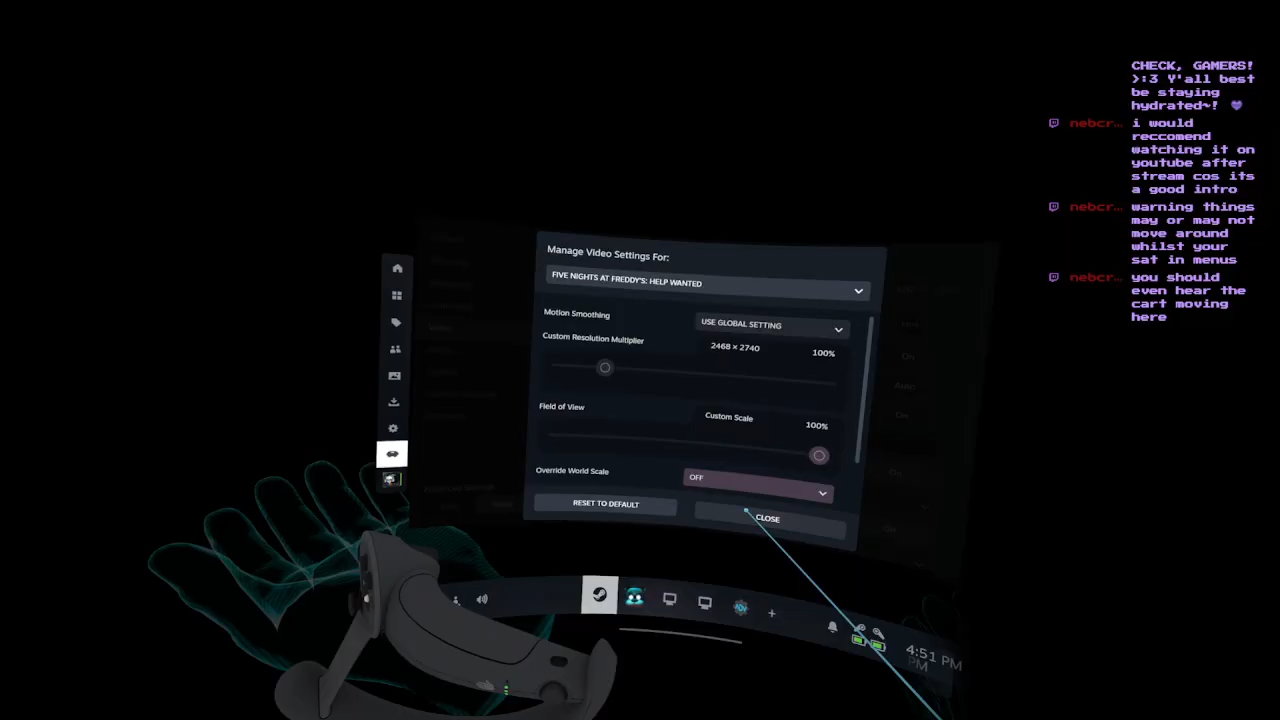 Manage Video Settings For:
FIVE NIGHTS AT FREDDY'S: HELP WANTED
Motion Smoothing
USE GLOBAL SETTING
Custom Resolution Multiplier
2468 × 2740
100%
Field of View
Custom Scale
100%
Override World Scale
OFF
RESET TO DEFAULT
CLOSE
4:51 PM
PM
CHECK, GAMERS!
>:3 Y'all best
be staying
hydrated~! 💜
nebcr… i would
reccomend
watching it on
youtube after
stream cos its
a good intro
nebcr… warning things
may or may not
move around
whilst your
sat in menus
nebcr… you should
even hear the
cart moving
here